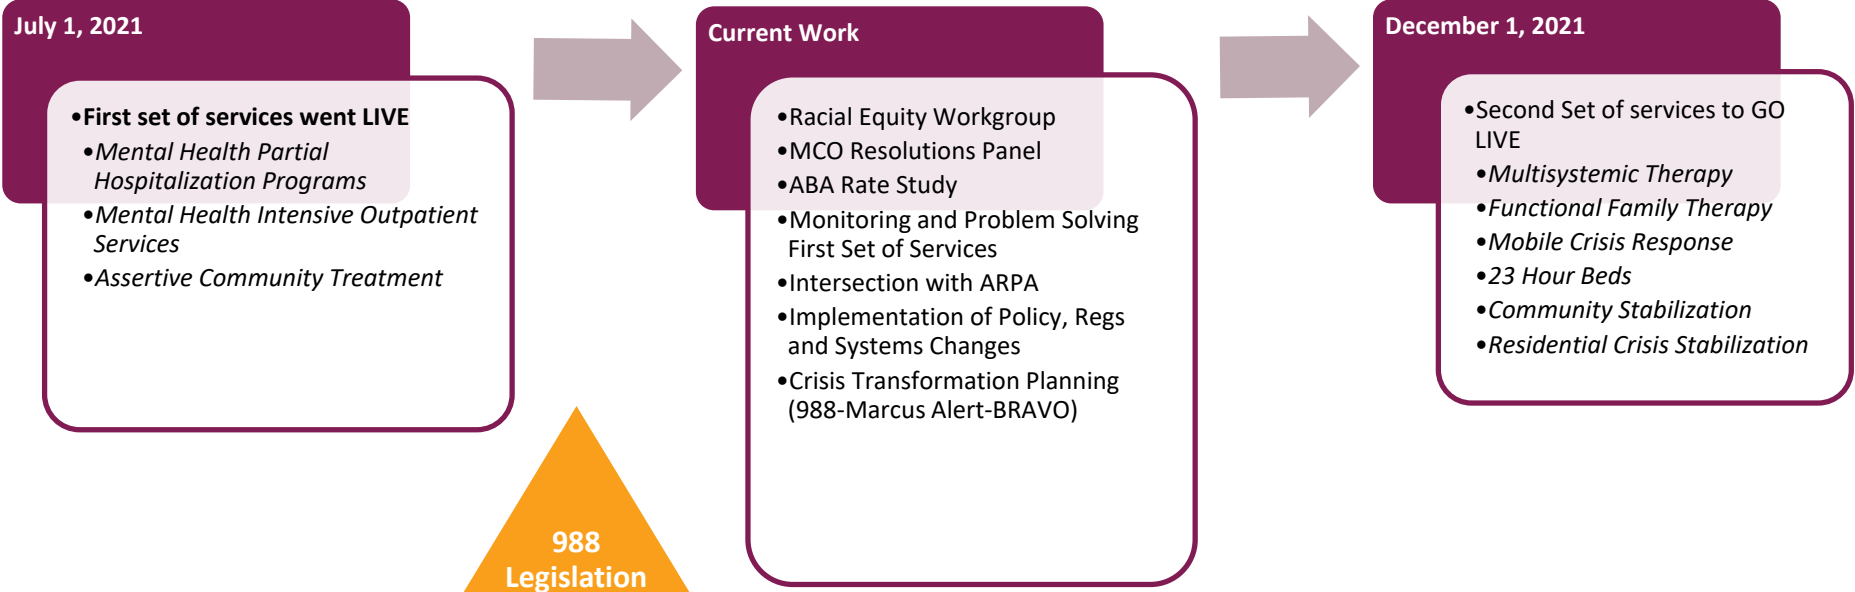 July 1, 2021
•First set of services went LIVE
•Mental Health Partial
Hospitalization Programs
•Mental Health Intensive Outpatient
Services
•Assertive Community Treatment
988
Legislation
Current Work
•Racial Equity Workgroup
•MCO Resolutions Panel
•ABA Rate Study
•Monitoring and Problem Solving
First Set of Services
•Intersection with ARPA
•Implementation of Policy, Regs
and Systems Changes
•Crisis Transformation Planning
(988-Marcus Alert-BRAVO)
December 1, 2021
•Second Set of services to GO
LIVE
•Multisystemic Therapy
•Functional Family Therapy
•Mobile Crisis Response
•23 Hour Beds
•Community Stabilization
•Residential Crisis Stabilization